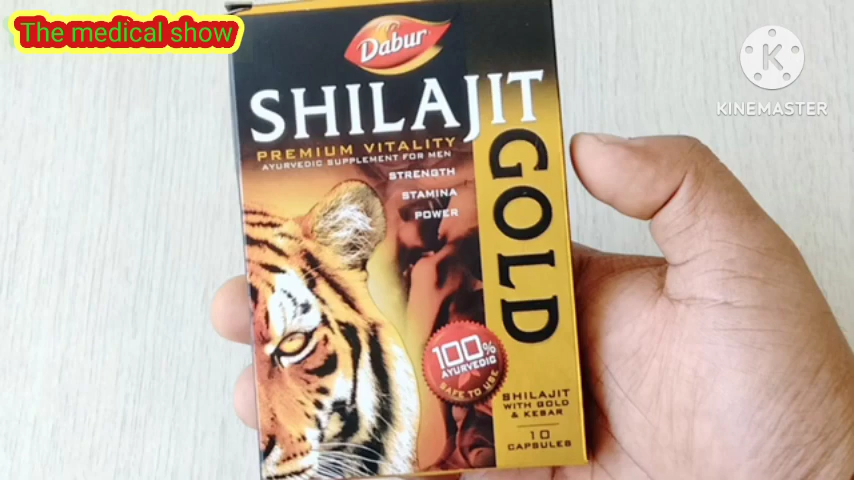 The medical show
KINEMASTER
Dabur
SHILAJIT
GOLD
PREMIUM VITALITY
AYURVEDIC SUPPLEMENT FOR MEN
STRENGTH
STAMINA
POWER
100%
AYURVEDIC
SAFE TO USE
SHILAJIT
WITH GOLD
& KESAR
10
CAPSULES